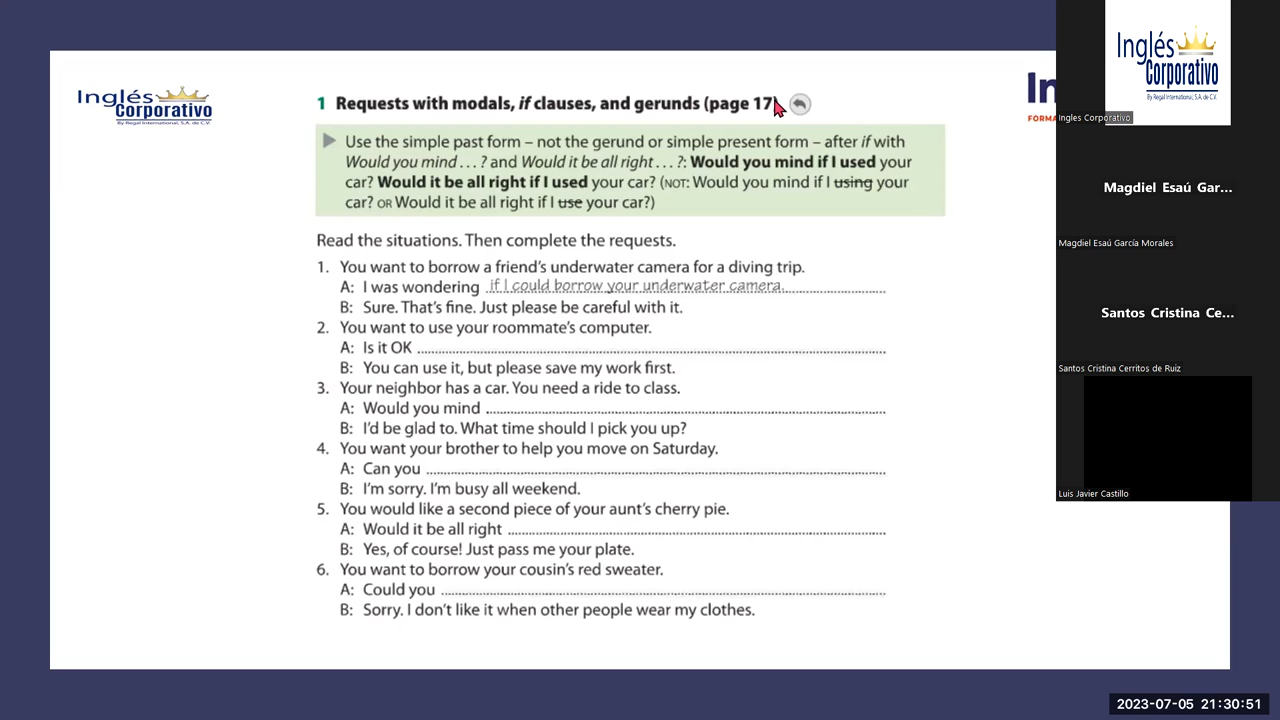 Inglés
Corporativo
By Regal International, S.A. de C.V.
1 Requests with modals, if clauses, and gerunds (page 17)
Use the simple past form – not the gerund or simple present form – after if with
Would you mind . . . ? and Would it be all right . . . ?: Would you mind if I used your
car? Would it be all right if I used your car? (NOT: Would you mind if I using your
car? OR Would it be all right if I use your car?)
Read the situations. Then complete the requests.
1. You want to borrow a friend's underwater camera for a diving trip.
A: I was wondering if I could borrow your underwater camera.
B: Sure. That's fine. Just please be careful with it.
2. You want to use your roommate's computer.
A: Is it OK
B: You can use it, but please save my work first.
3. Your neighbor has a car. You need a ride to class.
A: Would you mind
B: I'd be glad to. What time should I pick you up?
4. You want your brother to help you move on Saturday.
A: Can you
B: I'm sorry. I'm busy all weekend.
5. You would like a second piece of your aunt's cherry pie.
A: Would it be all right
B: Yes, of course! Just pass me your plate.
6. You want to borrow your cousin's red sweater.
A: Could you
B: Sorry. I don't like it when other people wear my clothes.
In
FORMA
Inglés
Corporativo
By Regal International, S.A. de C.V.
Ingles Corporativo
Magdiel Esaú Gar...
Magdiel Esaú García Morales
Santos Cristina Ce...
Santos Cristina Cerritos de Ruiz
Luis Javier Castillo
2023-07-05 21:30:51